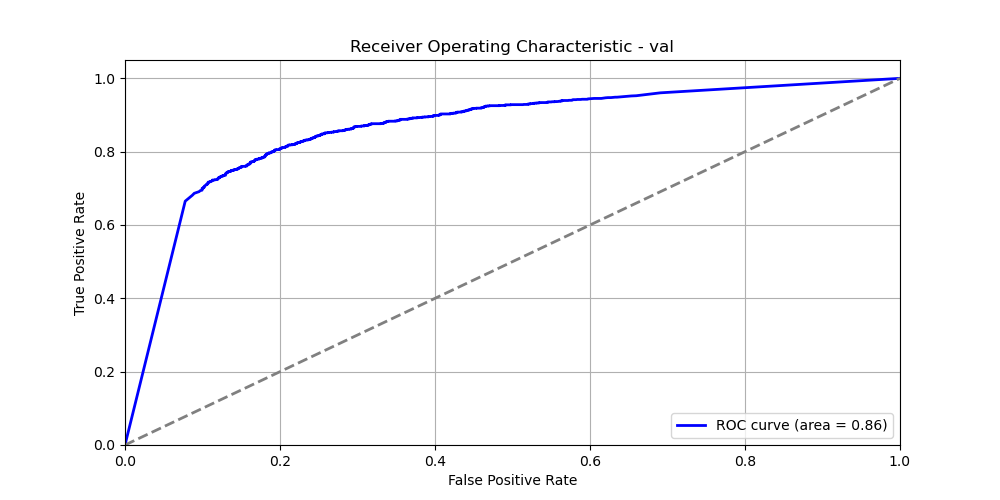 Receiver Operating Characteristic - val
True Positive Rate
1.0
0.8
0.6
0.4
0.2
0.0
0.0 0.2 0.4 0.6 0.8 1.0
False Positive Rate
ROC curve (area = 0.86)